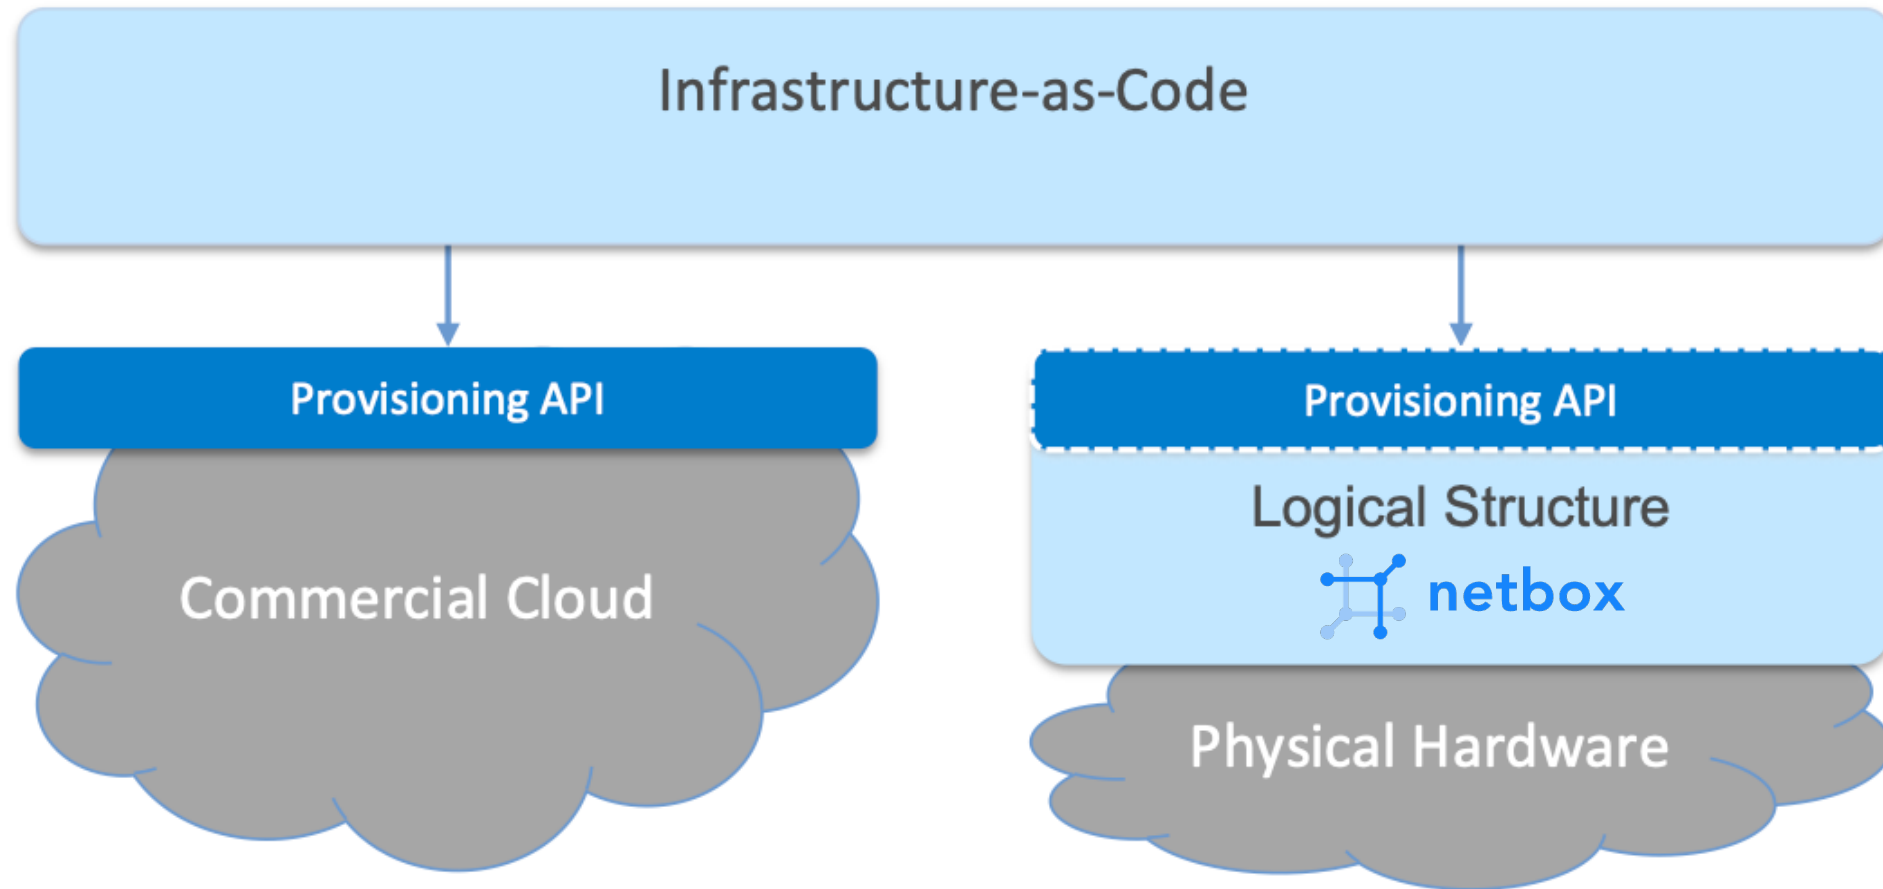 Infrastructure-as-Code
Provisioning API
Provisioning API
Logical Structure
netbox
Commercial Cloud
Physical Hardware